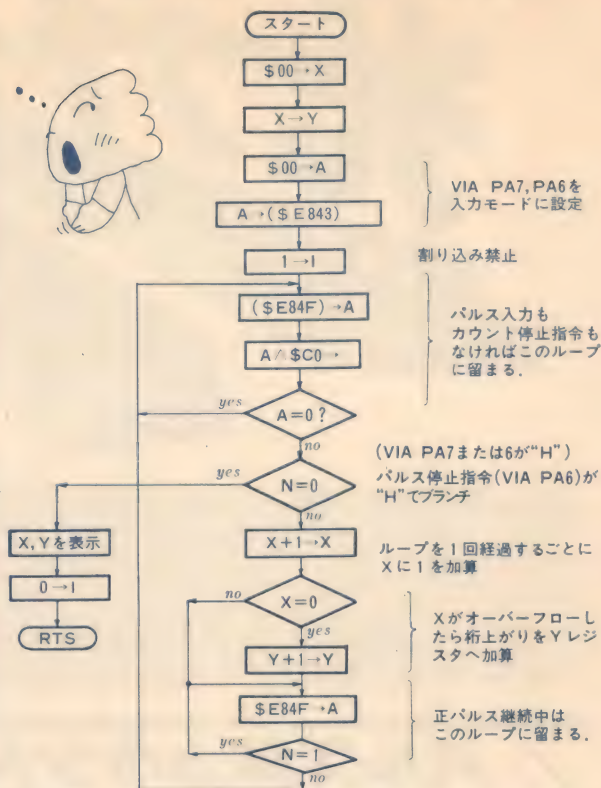 スタート
$00→X
X→Y
$00→A
A→($E843)
VIA PA7,PA6を
入力モードに設定
1→I
割り込み禁止
($E84F)→A
A∧$C0→
パルス入力も
カウント停止指令も
なければこのループ
に留まる.
A=0?
yes
no
(VIA PA7または6が“H”)
N=0
yes
no
パルス停止指令(VIA PA6)が
“H”でブランチ
X,Yを表示
0→I
RTS
X+1→X
ループを1回経過するごとに
Xに1を加算
X=0
no
yes
Y+1→Y
Xがオーバーフローし
たら桁上がりをYレジ
スタへ加算
$E84F→A
N=1
yes
no
正パルス継続中は
このループに留まる.